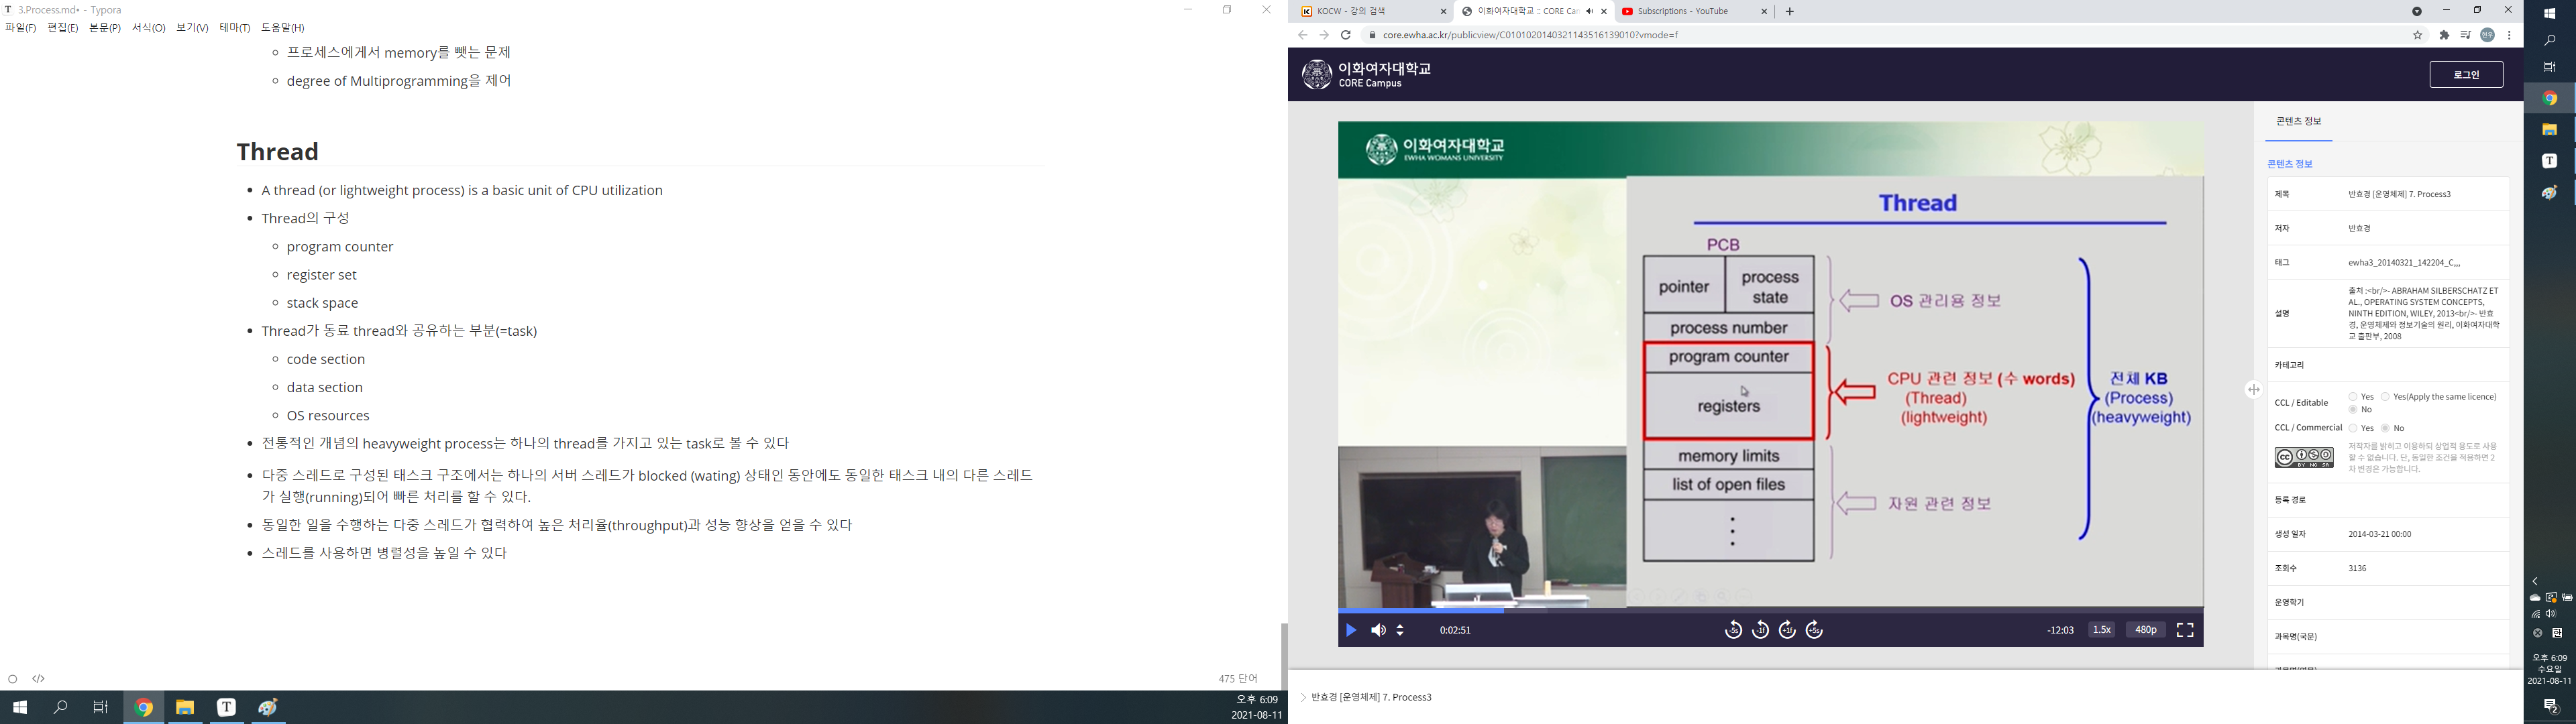 3.Process.md• - Typora
파일(F) 편집(E) 본문(P) 서식(O) 보기(V) 테마(T) 도움말(H)
프로세스에게서 memory를 뺏는 문제
degree of Multiprogramming을 제어
Thread
A thread (or lightweight process) is a basic unit of CPU utilization
Thread의 구성
program counter
register set
stack space
Thread가 동료 thread와 공유하는 부분(=task)
code section
data section
OS resources
전통적인 개념의 heavyweight process는 하나의 thread를 가지고 있는 task로 볼 수 있다
다중 스레드로 구성된 태스크 구조에서는 하나의 서버 스레드가 blocked (wating) 상태인 동안에도 동일한 태스크 내의 다른 스레드
가 실행(running)되어 빠른 처리를 할 수 있다.
동일한 일을 수행하는 다중 스레드가 협력하여 높은 처리율(throughput)과 성능 향상을 얻을 수 있다
스레드를 사용하면 병렬성을 높일 수 있다
475 단어
오후 6:09
2021-08-11
KOCW - 강의 검색
이화여자대학교 :: CORE Cam
Subscriptions - YouTube
core.ewha.ac.kr/publicview/C0101020140321143516139010?vmode=f
이화여자대학교
CORE Campus
로그인
이화여자대학교
EWHA WOMANS UNIVERSITY
Thread
PCB
pointer
process
state
process number
program counter
registers
memory limits
list of open files
OS 관리용 정보
CPU 관련 정보 (수 words)
(Thread)
(lightweight)
자원 관련 정보
전체 KB
(Process)
(heavyweight)
0:02:51
-5s
-1f
+1f
+5s
-12:03
1.5x
480p
반효경 [운영체제] 7. Process3
콘텐츠 정보
콘텐츠 정보
제목 반효경 [운영체제] 7. Process3
저자 반효경
태그 ewha3_20140321_142204_C,,,
설명
출처 :<br/>- ABRAHAM SILBERSCHATZ ET
AL., OPERATING SYSTEM CONCEPTS,
NINTH EDITION, WILEY, 2013<br/>- 반효
경, 운영체제와 정보기술의 원리, 이화여자대학
교 출판부, 2008
카테고리
CCL / Editable Yes Yes(Apply the same licence)
No
CCL / Commercial Yes No
CC
BY NC SA
저작자를 밝히고 이용하되 상업적 용도로 사용
할 수 없습니다. 단, 동일한 조건을 적용하면 2
차 변경은 가능합니다.
등록 경로
생성 일자 2014-03-21 00:00
조회수 3136
운영학기
과목명(국문)
오후 6:09
수요일
2021-08-11
2